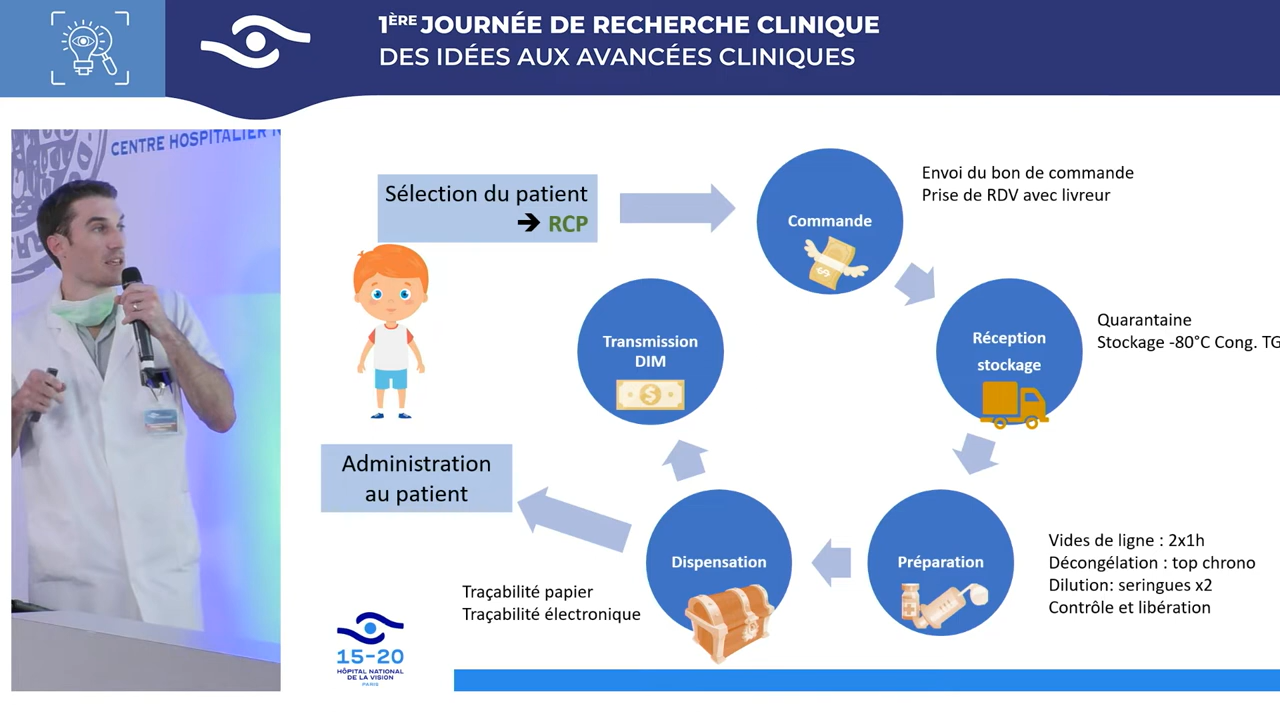 1ÈRE JOURNÉE DE RECHERCHE CLINIQUE
DES IDÉES AUX AVANCÉES CLINIQUES
CENTRE HOSPITALIER N
Sélection du patient
➔ RCP
Commande
Envoi du bon de commande
Prise de RDV avec livreur
Transmission
DIM
Réception
stockage
Quarantaine
Stockage -80°C Cong. TG
Administration
au patient
Dispensation
Préparation
Vides de ligne : 2x1h
Décongélation : top chrono
Dilution: seringues x2
Contrôle et libération
Traçabilité papier
Traçabilité électronique
15-20
HÔPITAL NATIONAL
DE LA VISION
PARIS